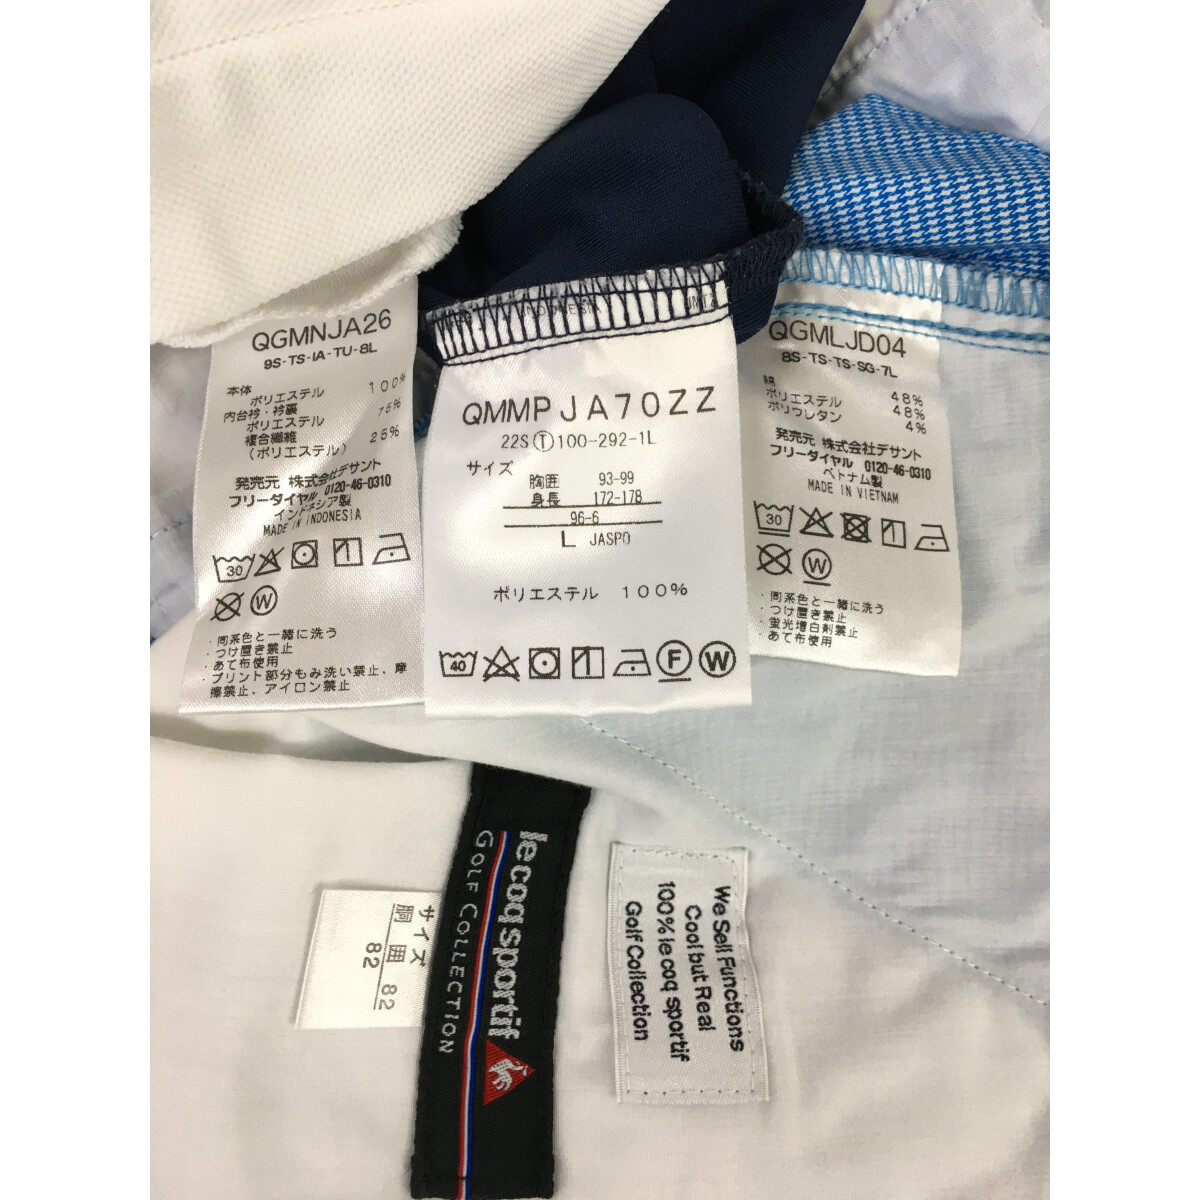 QGMNJA26
9S-TS-IA-TU-8L
本体
ポリエステル 100%
内台衿・衿裏
ポリエステル 75%
複合繊維 25%
(ポリエステル)
発売元 株式会社デサント
フリーダイヤル 0120-46-0310
インドネシア製
MADE IN INDONESIA
30
W
・同系色と一緒に洗う
・つけ置き禁止
・あて布使用
・プリント部分もみ洗い禁止、摩
擦禁止、アイロン禁止
INDONESIA
QMMPJA70ZZ
22S Ⓣ 100-292-1L
サイズ
胸囲 93-99
身長 172-178
96-6
L JASPO
ポリエステル 100%
40
F W
QGMLJD04
8S-TS-TS-SG-7L
綿 48%
ポリエステル 48%
ポリウレタン 4%
発売元 株式会社デサント
フリーダイヤル 0120-46-0310
ベトナム製
MADE IN VIETNAM
30
W
・同系色と一緒に洗う
・つけ置き禁止
・蛍光増白剤禁止
・あて布使用
サイズ
胴囲 82
82
le coq sportif
GOLF COLLECTION
We Sell Functions
Cool but Real
100% le coq sportif
Golf Collection